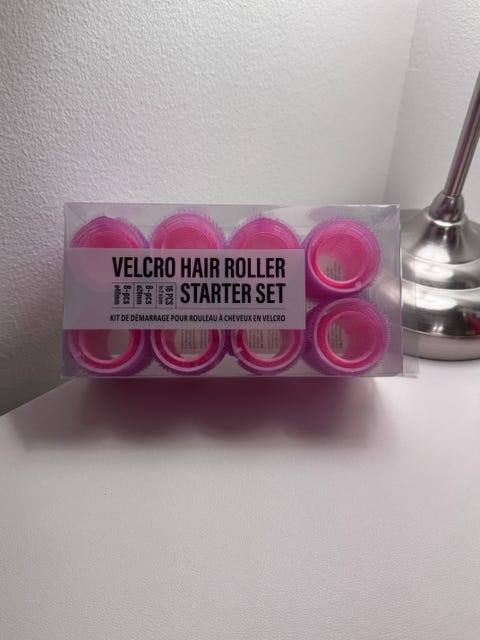 VELCRO HAIR ROLLER
STARTER SET
16 PCS
8-pcs
8-pcs
KIT DE DÉMARRAGE POUR ROULEAU À CHEVEUX EN VELCRO